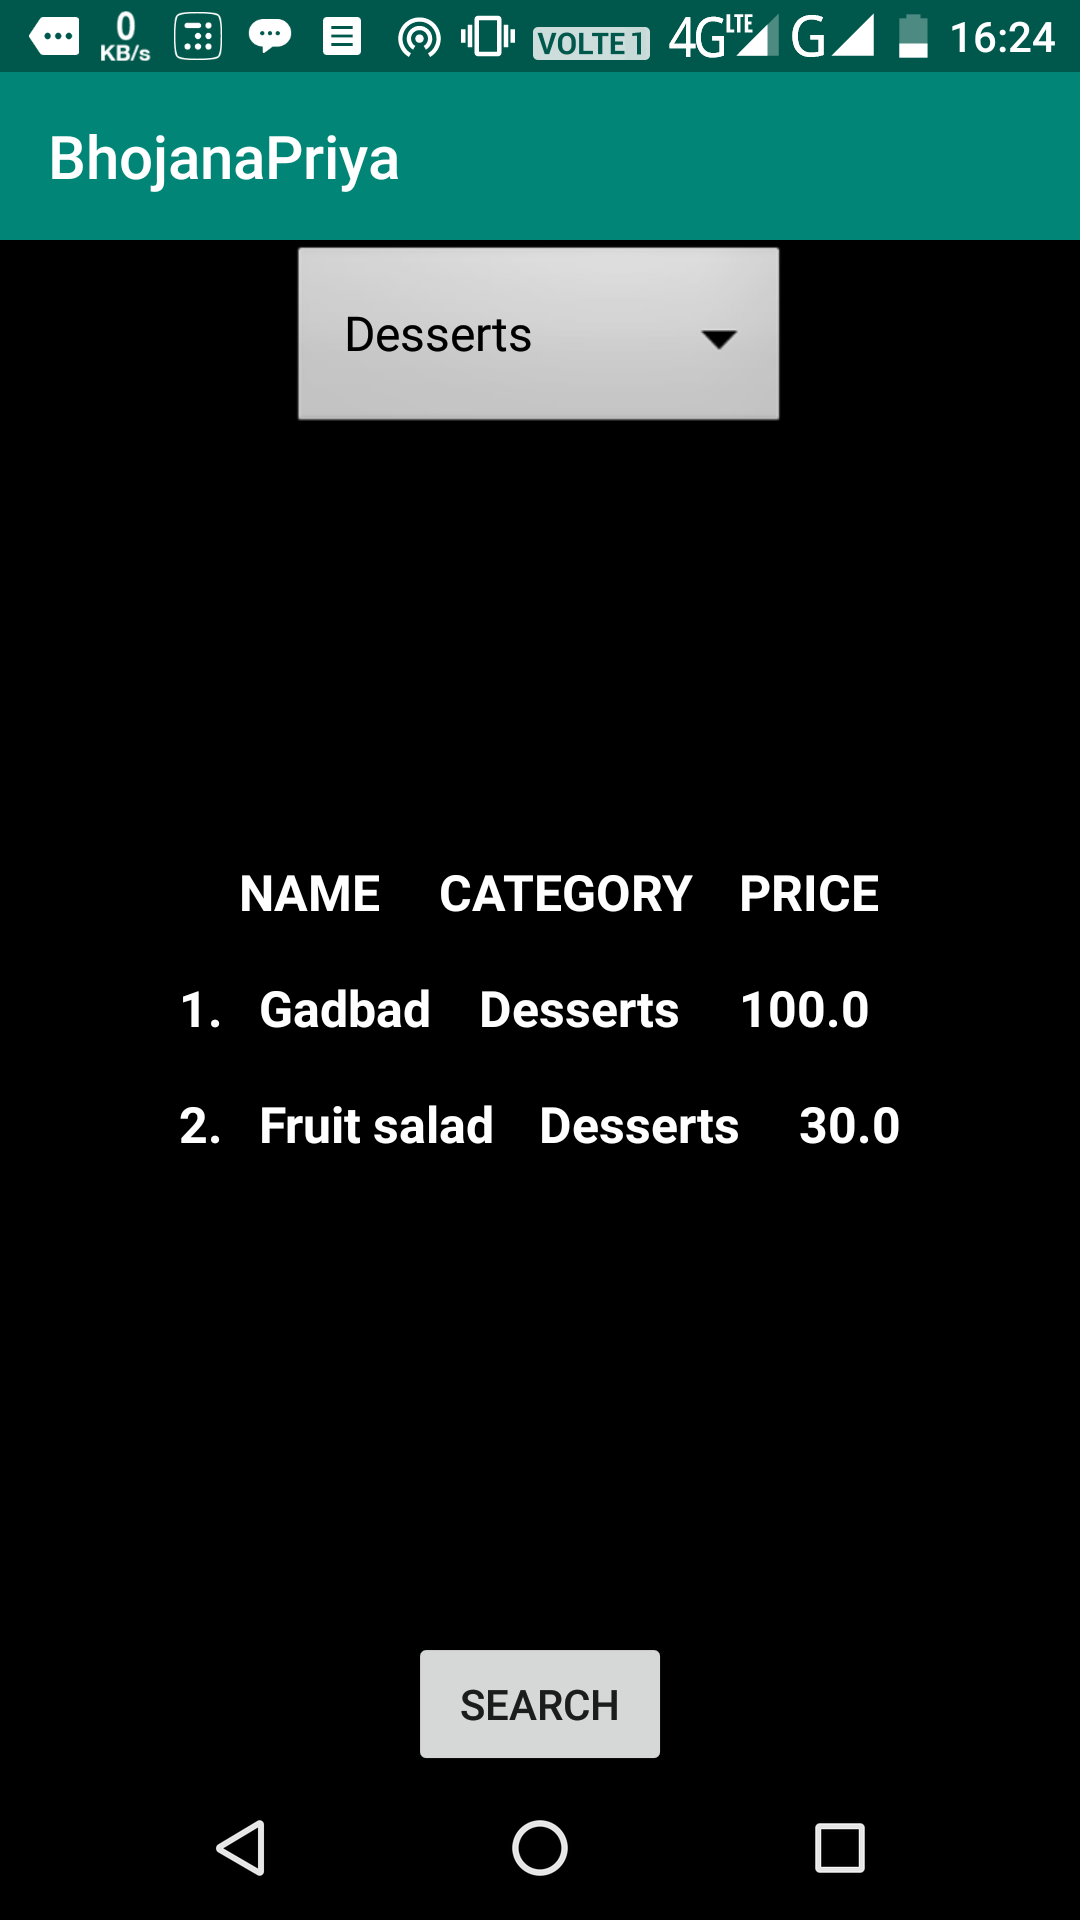 0 KB/s VOLTE 1 4G LTE G 16:24
BhojanaPriya
Desserts
NAME CATEGORY PRICE
1. Gadbad Desserts 100.0
2. Fruit salad Desserts 30.0
SEARCH